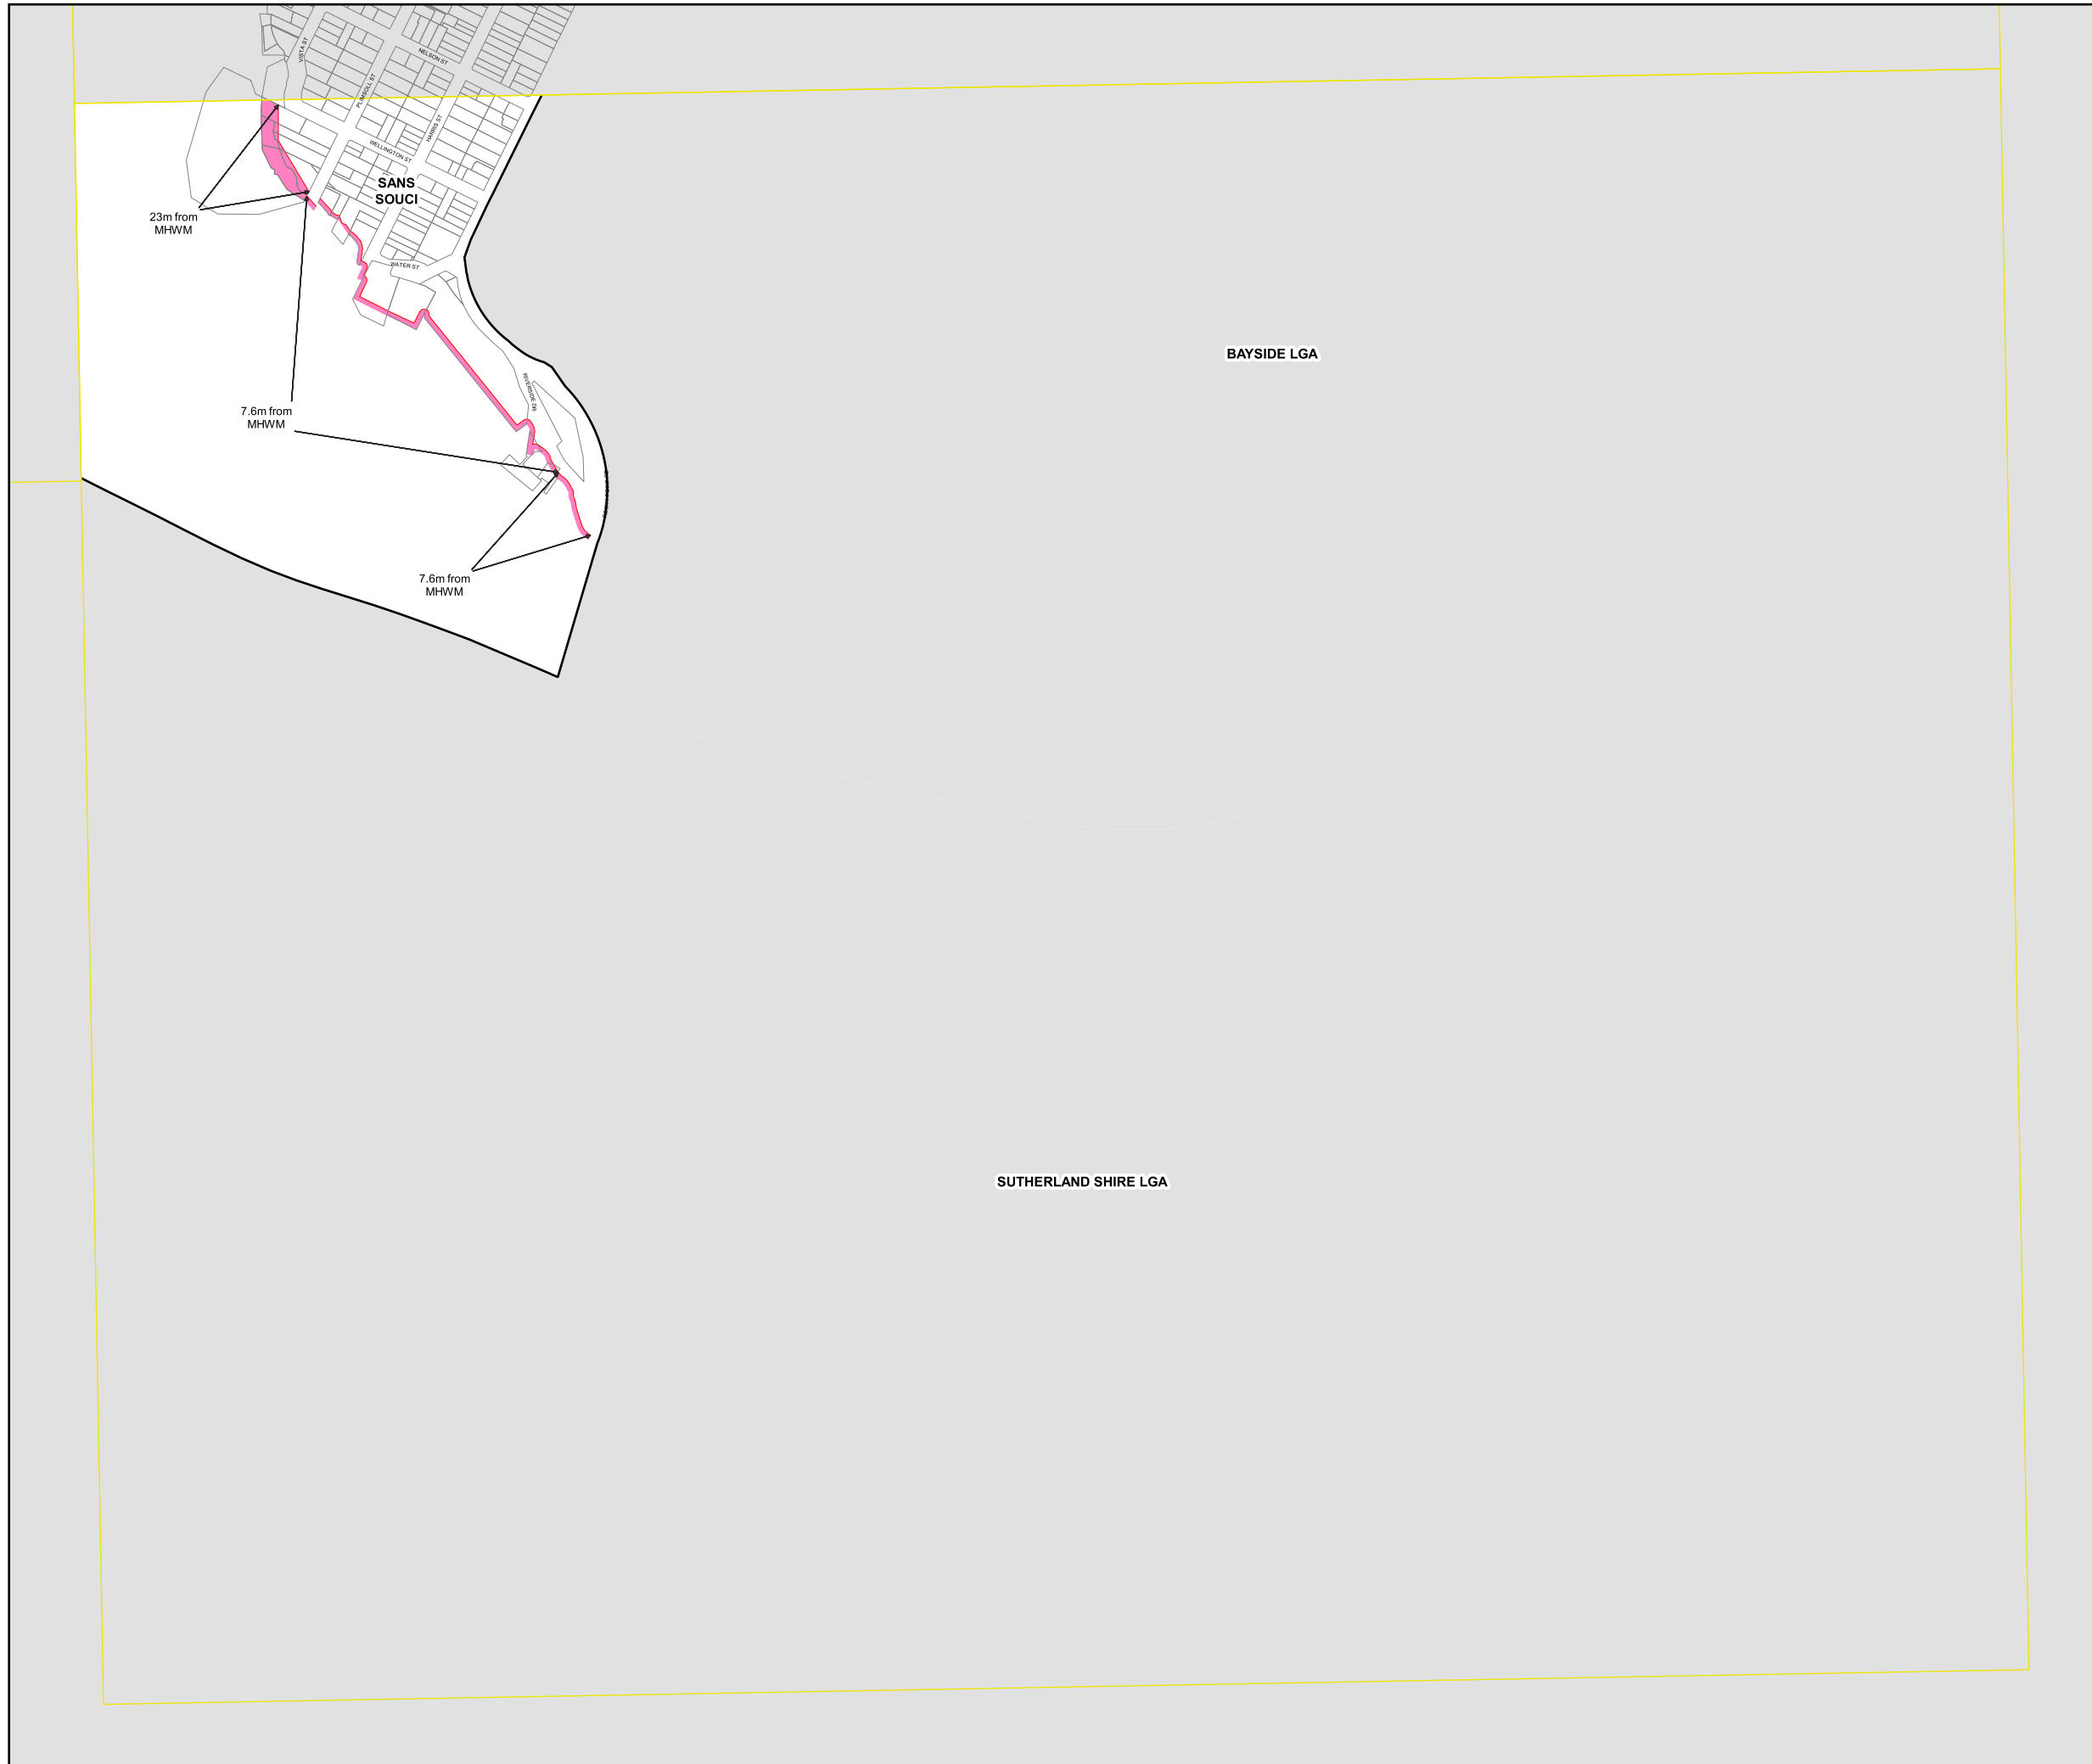 VISTA ST
NELSON ST
PLIMSOLL ST
HARRIS ST
WELLINGTON ST
SANS
SOUCI
23m from
MHWM
WATER ST
BAYSIDE LGA
RIVERSIDE DR
7.6m from
MHWM
7.6m from
MHWM
SUTHERLAND SHIRE LGA